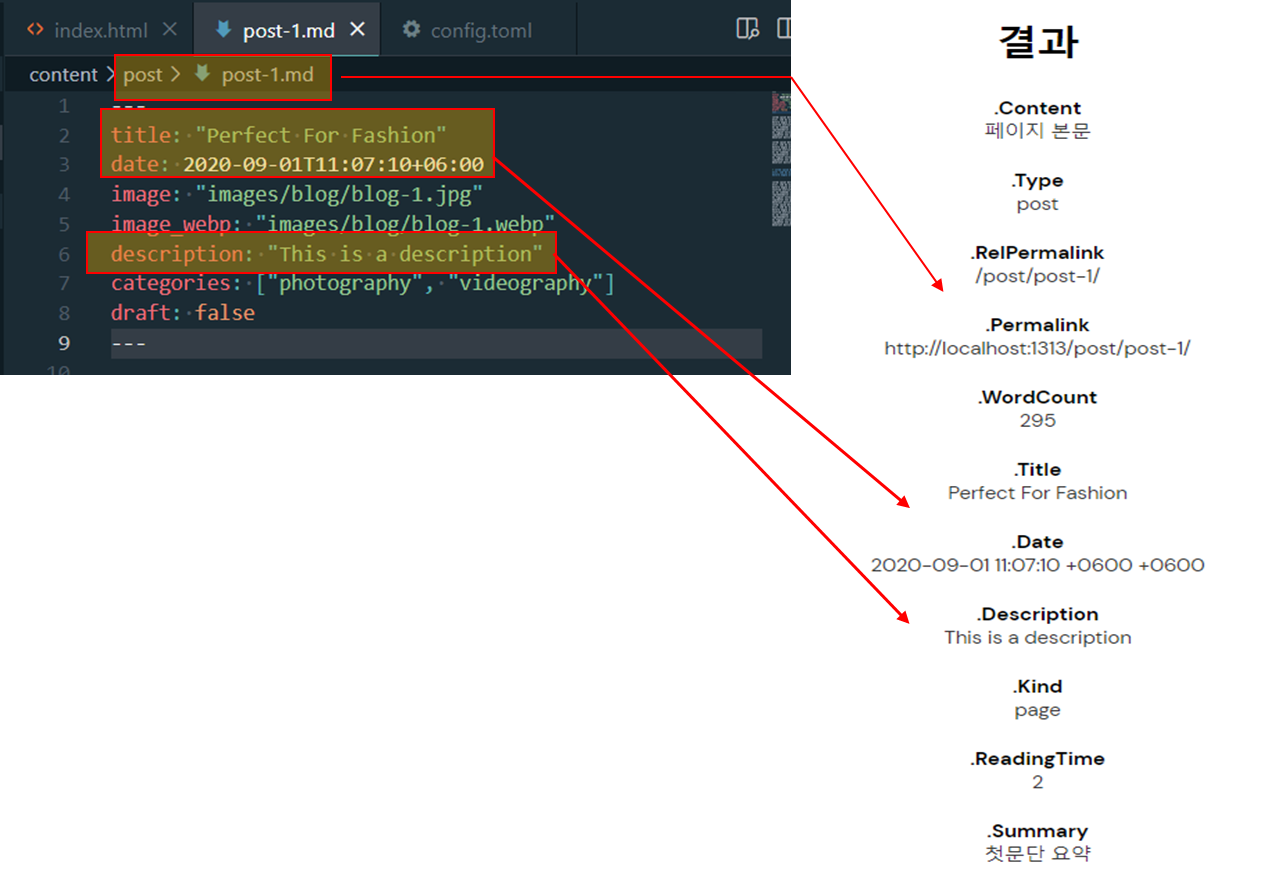 index.html
post-1.md
config.toml
content > post > post-1.md
1 ---
2 title: "Perfect For Fashion"
3 date: 2020-09-01T11:07:10+06:00
4 image: "images/blog/blog-1.jpg"
5 image_webp: "images/blog/blog-1.webp"
6 description: "This is a description"
7 categories: ["photography", "videography"]
8 draft: false
9 ---
10
결과
.Content
페이지 본문
.Type
post
.RelPermalink
/post/post-1/
.Permalink
http://localhost:1313/post/post-1/
.WordCount
295
.Title
Perfect For Fashion
.Date
2020-09-01 11:07:10 +0600 +0600
.Description
This is a description
.Kind
page
.ReadingTime
2
.Summary
첫문단 요약